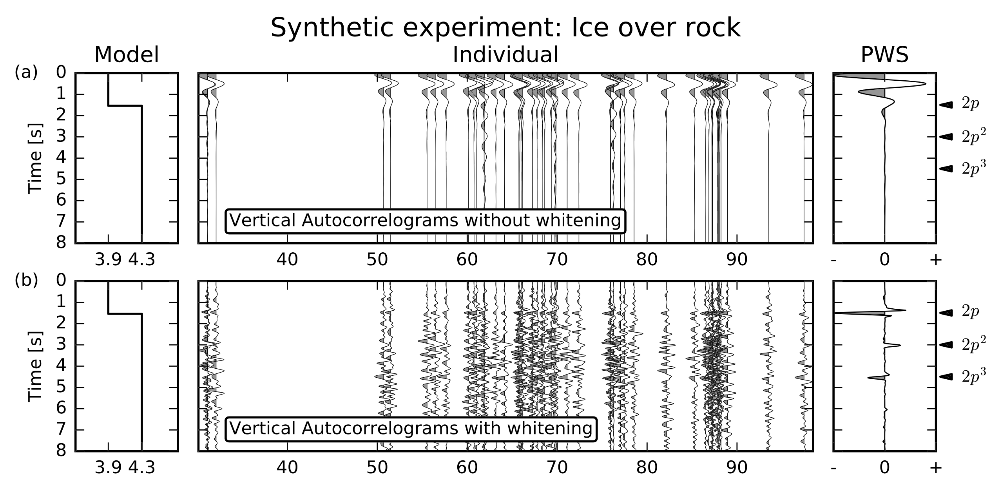 Synthetic experiment: Ice over rock
Model
Individual
PWS
(a)
Time [s]
0
1
2
3
4
5
6
7
8
Vertical Autocorrelograms without whitening
2p
2p²
2p³
3.9 4.3
40 50 60 70 80 90
- 0 +
(b)
Time [s]
0
1
2
3
4
5
6
7
8
Vertical Autocorrelograms with whitening
2p
2p²
2p³
3.9 4.3
40 50 60 70 80 90
- 0 +